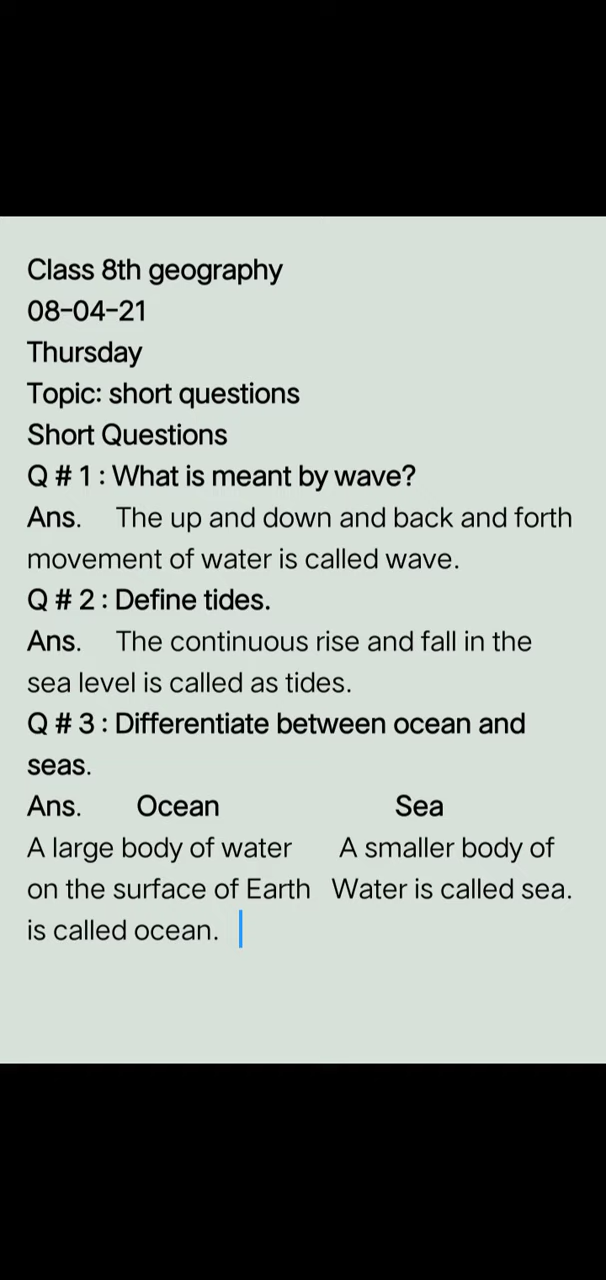 Class 8th geography
08-04-21
Thursday
Topic: short questions
Short Questions
Q # 1 : What is meant by wave?
Ans. The up and down and back and forth
movement of water is called wave.
Q # 2 : Define tides.
Ans. The continuous rise and fall in the
sea level is called as tides.
Q # 3 : Differentiate between ocean and
seas.
Ans. Ocean Sea
A large body of water A smaller body of
on the surface of Earth Water is called sea.
is called ocean.